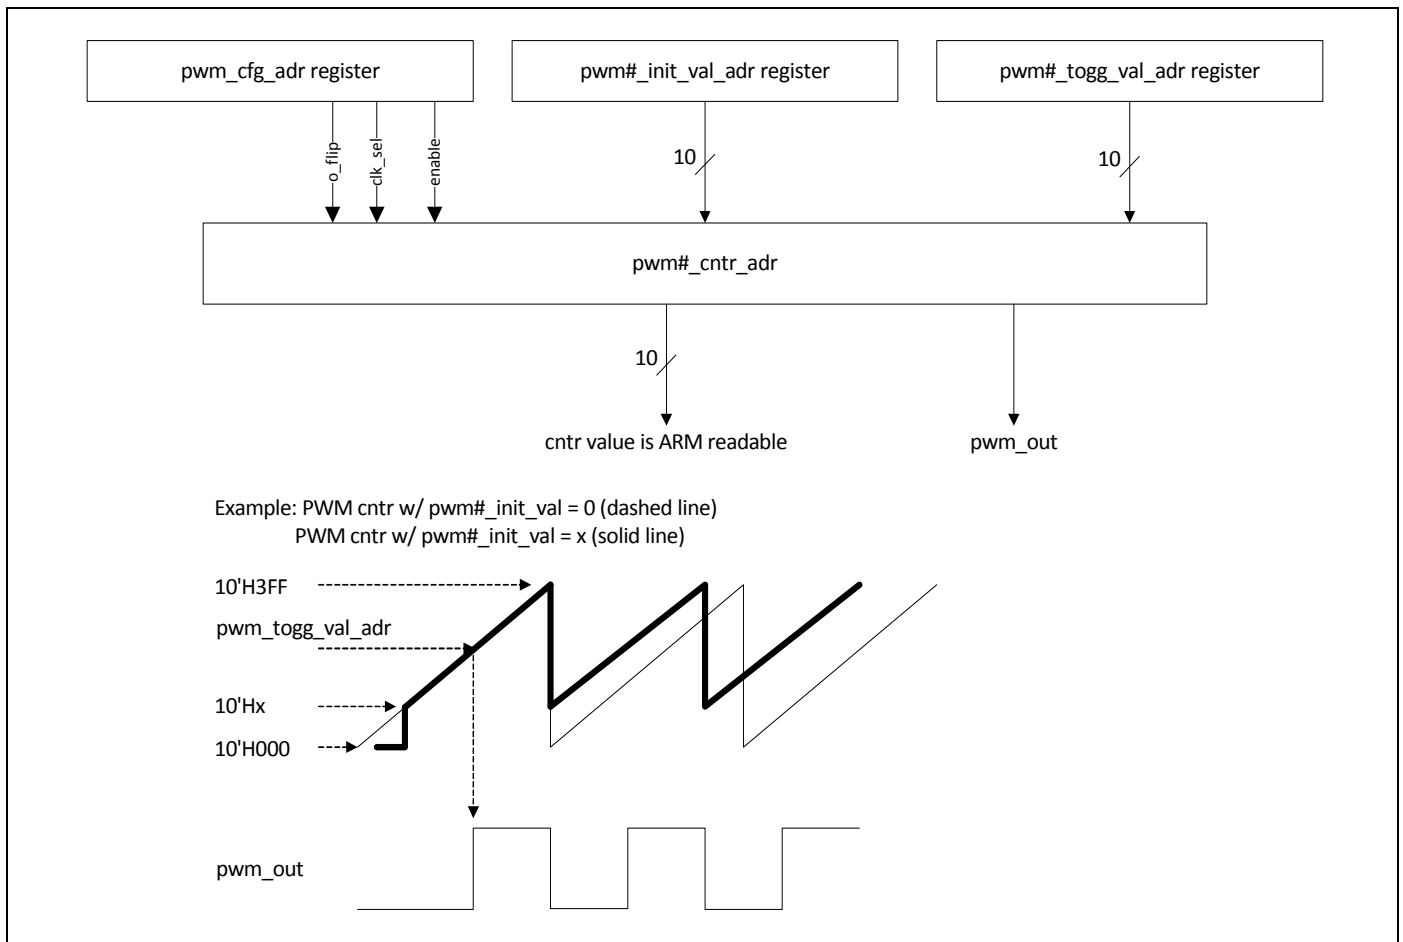 pwm_cfg_adr register
pwm#_init_val_adr register
pwm#_togg_val_adr register
o_flip
clk_sel
enable
10
10
pwm#_cntr_adr
10
cntr value is ARM readable
pwm_out
Example: PWM cntr w/ pwm#_init_val = 0 (dashed line)
PWM cntr w/ pwm#_init_val = x (solid line)
10'H3FF
pwm_togg_val_adr
10'Hx
10'H000
pwm_out